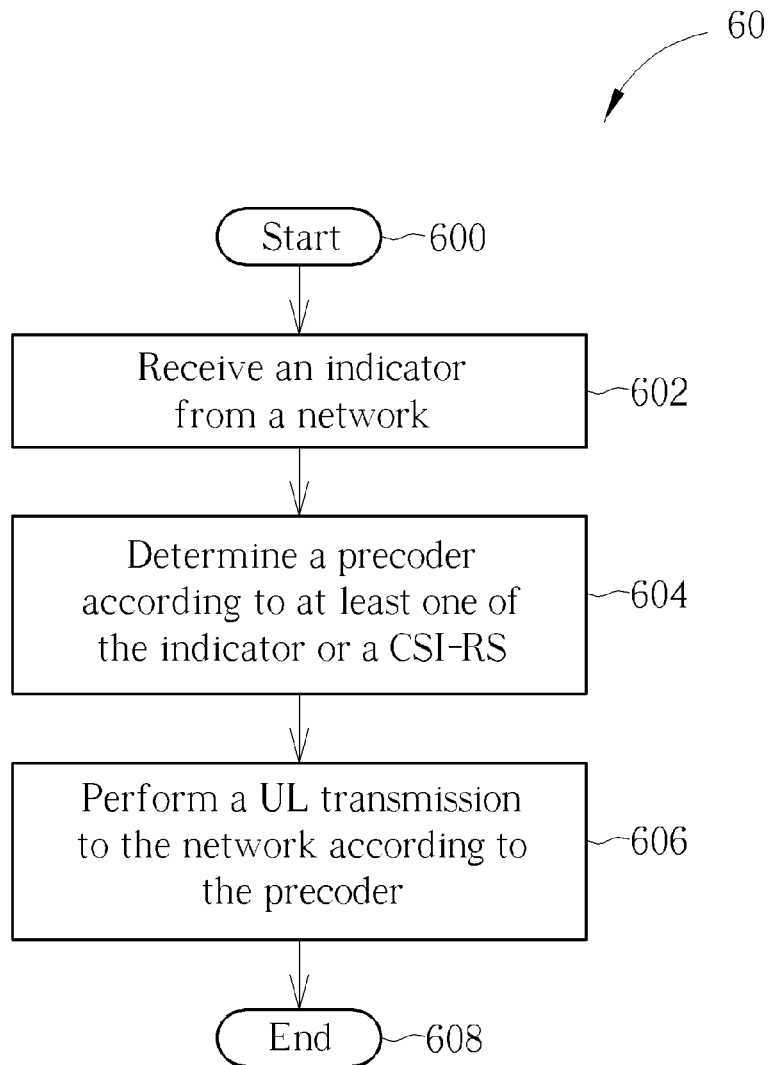 60
Start
600
Receive an indicator
from a network
602
Determine a precoder
according to at least one of
the indicator or a CSI-RS
604
Perform a UL transmission
to the network according to
the precoder
606
End
608